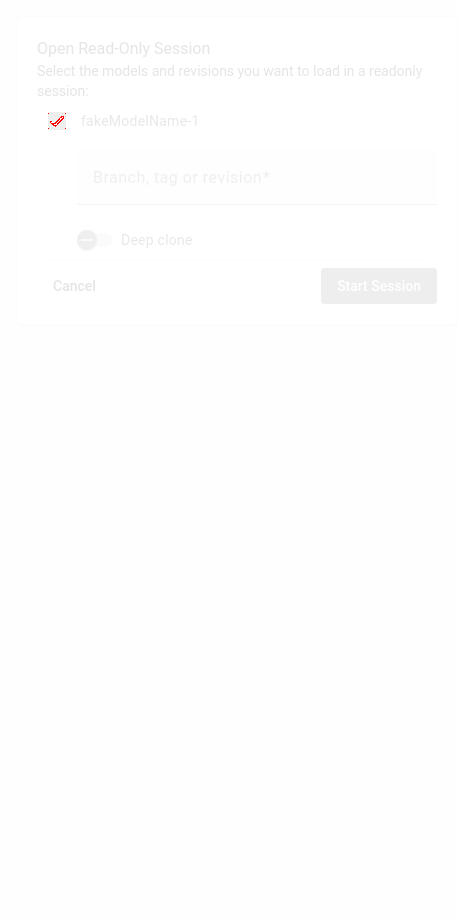 Open Read-Only Session
Select the models and revisions you want to load in a readonly
session:
fakeModelName-1
Branch, tag or revision*
Deep clone
Cancel
Start Session